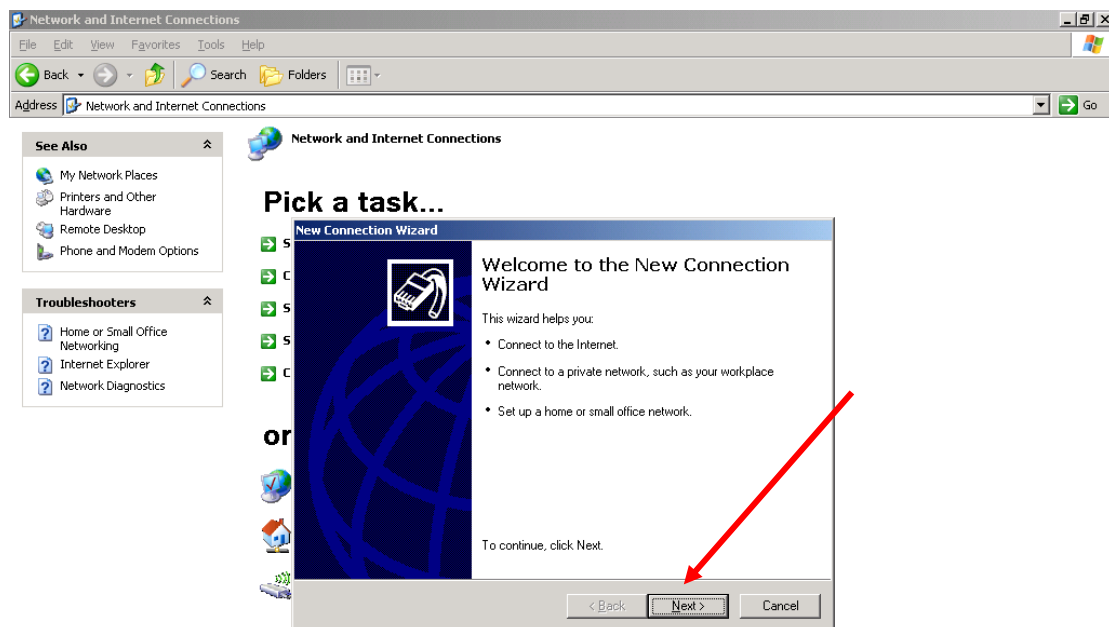 Network and Internet Connections
File Edit View Favorites Tools Help
Back Search Folders
Address Network and Internet Connections Go
See Also
My Network Places
Printers and Other
Hardware
Remote Desktop
Phone and Modem Options
Troubleshooters
Home or Small Office
Networking
Internet Explorer
Network Diagnostics
Network and Internet Connections
Pick a task...
S
C
S
S
C
or
New Connection Wizard
Welcome to the New Connection
Wizard
This wizard helps you:
• Connect to the Internet.
• Connect to a private network, such as your workplace
network.
• Set up a home or small office network.
To continue, click Next.
< Back Next > Cancel